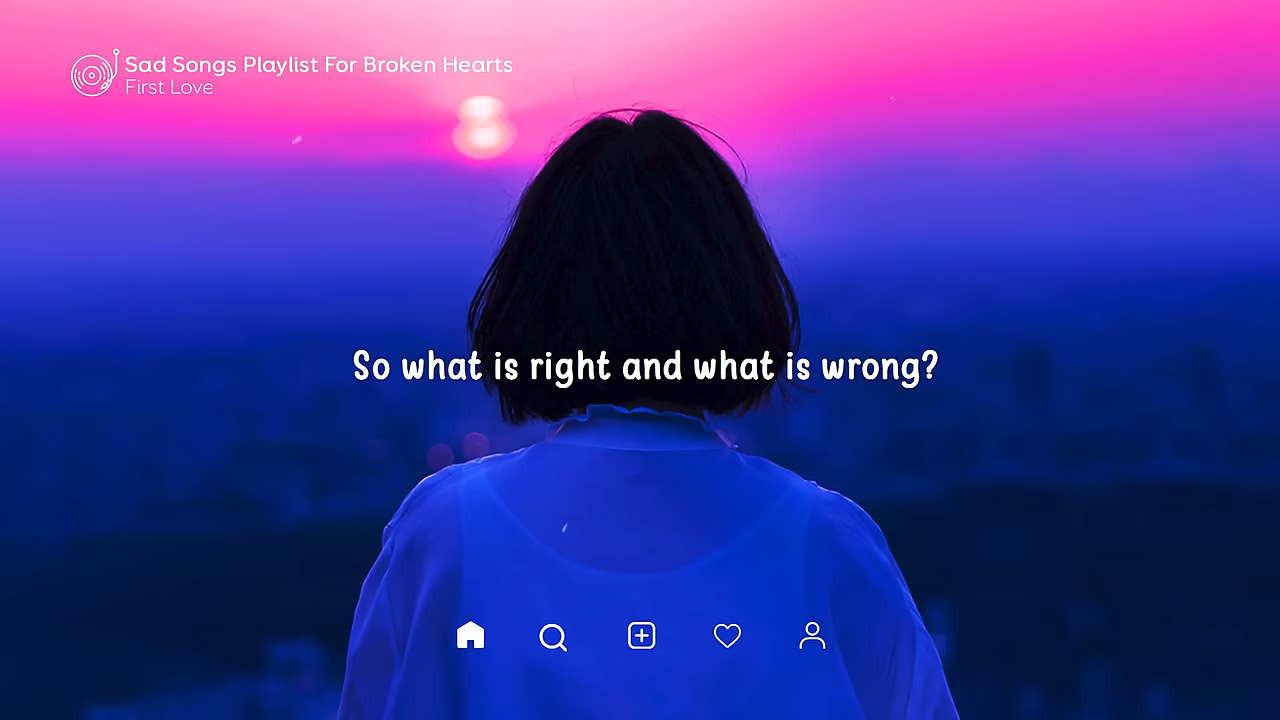 Sad Songs Playlist For Broken Hearts
First Love
So what is right and what is wrong?